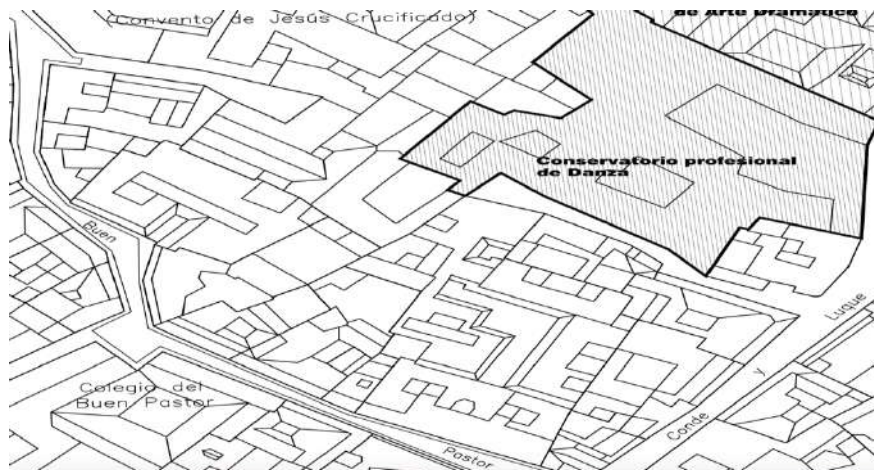 de Arte Dramático
(Convento de Jesús Crucificado)
Conservatorio profesional
de Danza
Buen
Luque
y
Conde
Colegio del
Buen Pastor
Pastor